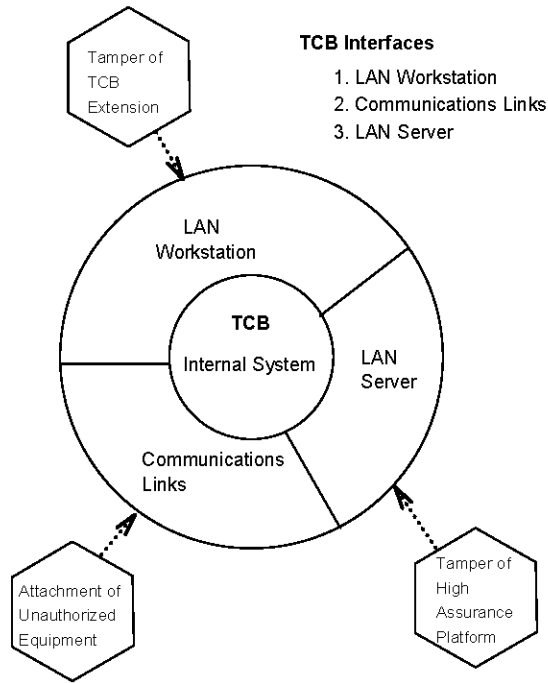 Tamper of
TCB
Extension
TCB Interfaces
1. LAN Workstation
2. Communications Links
3. LAN Server
LAN
Workstation
TCB
Internal System
LAN
Server
Communications
Links
Attachment of
Unauthorized
Equipment
Tamper of
High
Assurance
Platform